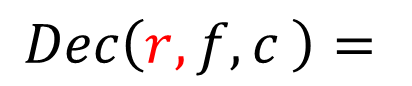 Dec(r, f, c ) =